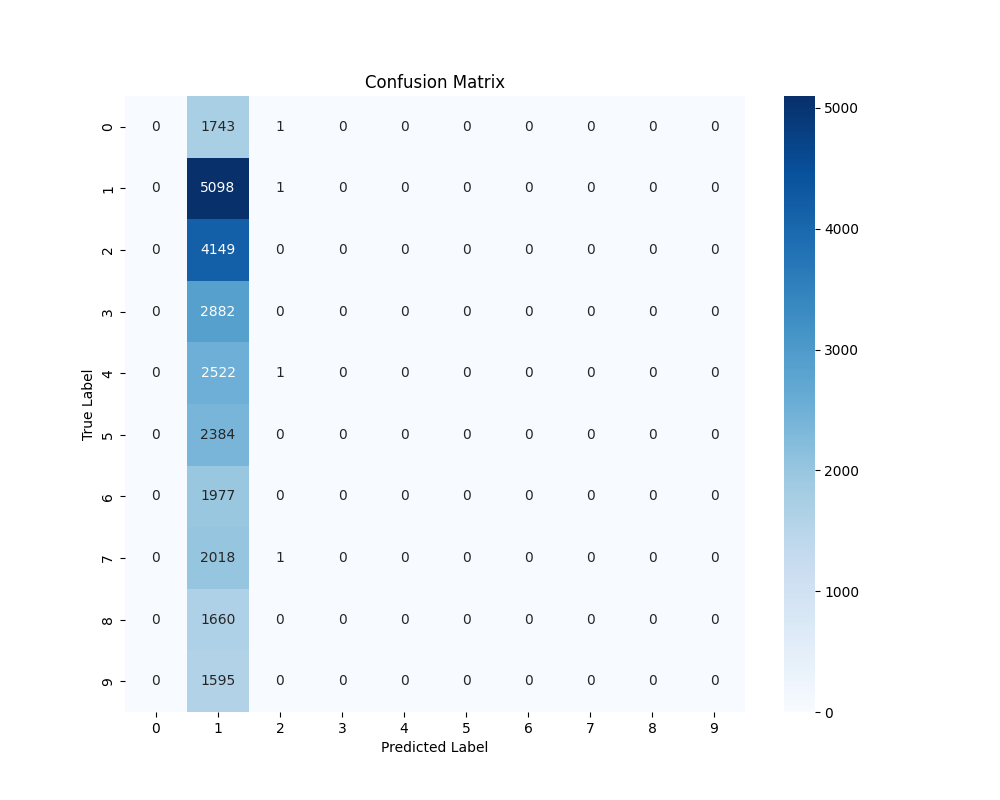 Confusion Matrix
0 0 1743 1 0 0 0 0 0 0 0
1 0 5098 1 0 0 0 0 0 0 0
2 0 4149 0 0 0 0 0 0 0 0
3 0 2882 0 0 0 0 0 0 0 0
4 0 2522 1 0 0 0 0 0 0 0
5 0 2384 0 0 0 0 0 0 0 0
6 0 1977 0 0 0 0 0 0 0 0
7 0 2018 1 0 0 0 0 0 0 0
8 0 1660 0 0 0 0 0 0 0 0
9 0 1595 0 0 0 0 0 0 0 0
0 1 2 3 4 5 6 7 8 9
Predicted Label
True Label
5000
4000
3000
2000
1000
0